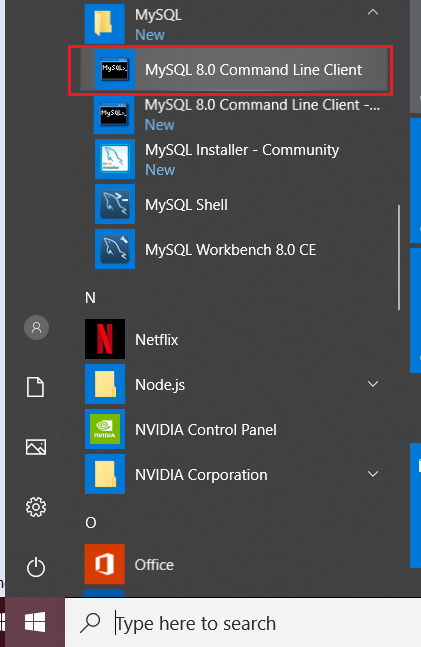 MySQL
New
MySQL 8.0 Command Line Client
MySQL 8.0 Command Line Client -...
New
MySQL Installer - Community
New
MySQL Shell
MySQL Workbench 8.0 CE
N
Netflix
Node.js
NVIDIA Control Panel
NVIDIA Corporation
O
Office
Type here to search